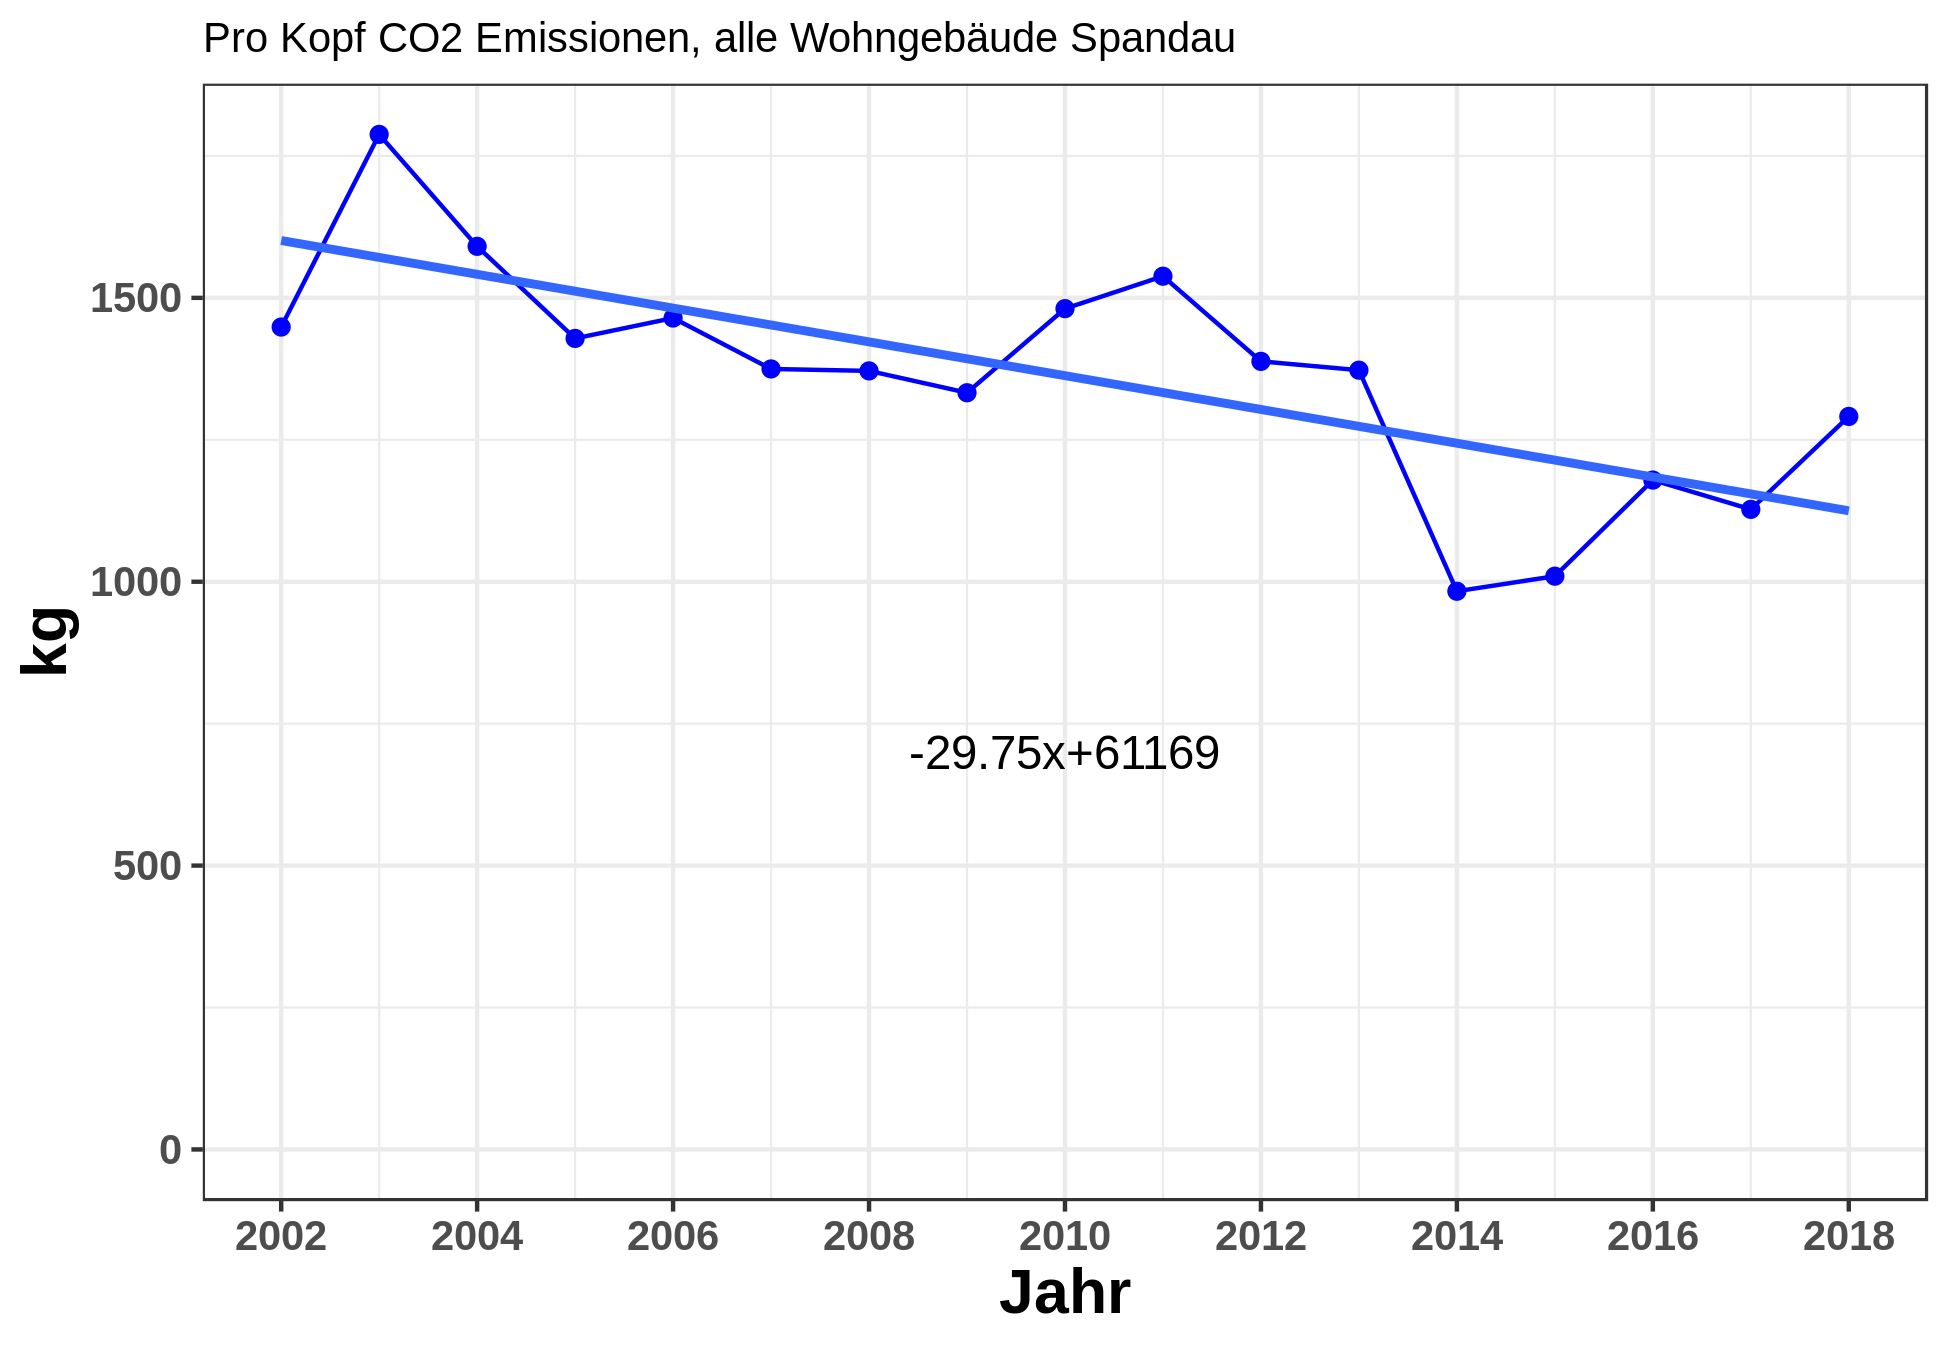 Pro Kopf CO2 Emissionen, alle Wohngebäude Spandau
1500
1000
500
0
kg
-29.75x+61169
2002 2004 2006 2008 2010 2012 2014 2016 2018
Jahr